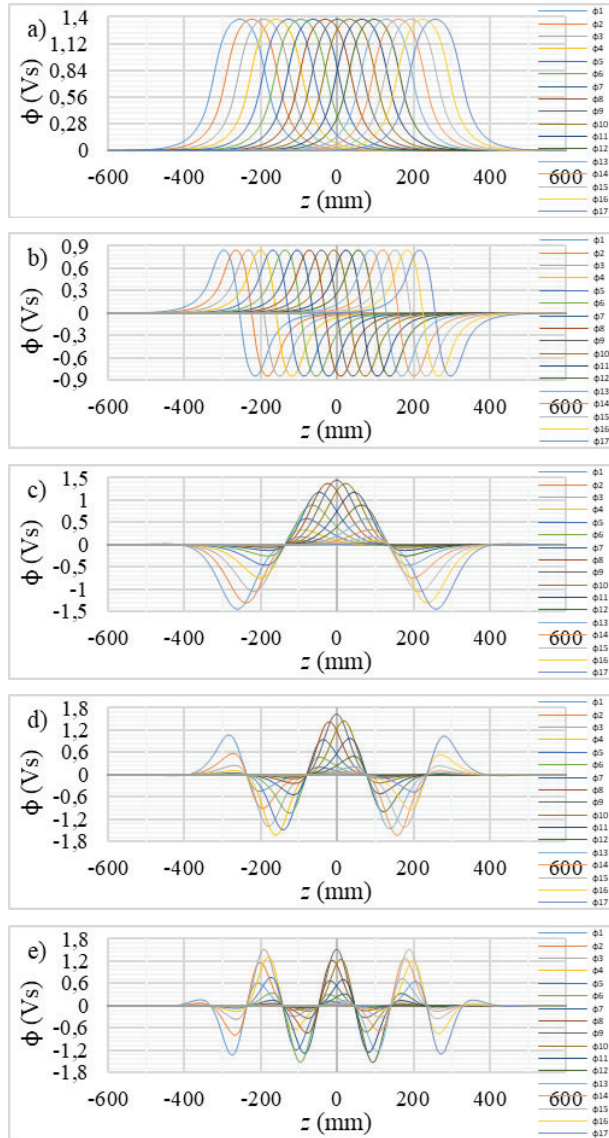 a)
ϕ (Vs)
1,4
1,12
0,84
0,56
0,28
0
-600 -400 -200 0 200 400 600
z (mm)
ϕ1
ϕ2
ϕ3
ϕ4
ϕ5
ϕ6
ϕ7
ϕ8
ϕ9
ϕ10
ϕ11
ϕ12
ϕ13
ϕ14
ϕ15
ϕ16
ϕ17
b)
ϕ (Vs)
0,9
0,6
0,3
0
-0,3
-0,6
-0,9
-600 -400 -200 0 200 400 600
z (mm)
ϕ1
ϕ2
ϕ3
ϕ4
ϕ5
ϕ6
ϕ7
ϕ8
ϕ9
ϕ10
ϕ11
ϕ12
ϕ13
ϕ14
ϕ15
ϕ16
ϕ17
c)
ϕ (Vs)
1,5
1
0,5
0
-0,5
-1
-1,5
-600 -400 -200 0 200 400 600
z (mm)
ϕ1
ϕ2
ϕ3
ϕ4
ϕ5
ϕ6
ϕ7
ϕ8
ϕ9
ϕ10
ϕ11
ϕ12
ϕ13
ϕ14
ϕ15
ϕ16
ϕ17
d)
ϕ (Vs)
1,8
1,2
0,6
0
-0,6
-1,2
-1,8
-600 -400 -200 0 200 400 600
z (mm)
ϕ1
ϕ2
ϕ3
ϕ4
ϕ5
ϕ6
ϕ7
ϕ8
ϕ9
ϕ10
ϕ11
ϕ12
ϕ13
ϕ14
ϕ15
ϕ16
ϕ17
e)
ϕ (Vs)
1,8
1,2
0,6
0
-0,6
-1,2
-1,8
-600 -400 -200 0 200 400 600
z (mm)
ϕ1
ϕ2
ϕ3
ϕ4
ϕ5
ϕ6
ϕ7
ϕ8
ϕ9
ϕ10
ϕ11
ϕ12
ϕ13
ϕ14
ϕ15
ϕ16
ϕ17